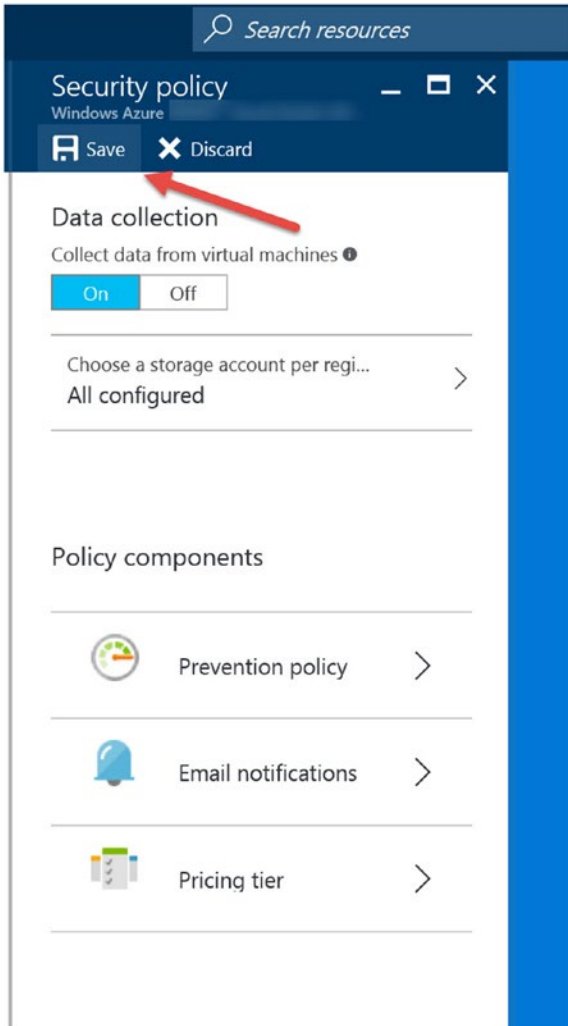 Search resources
Security policy
Windows Azure
Save Discard
Data collection
Collect data from virtual machines
On Off
Choose a storage account per regi...
All configured
Policy components
Prevention policy
Email notifications
Pricing tier